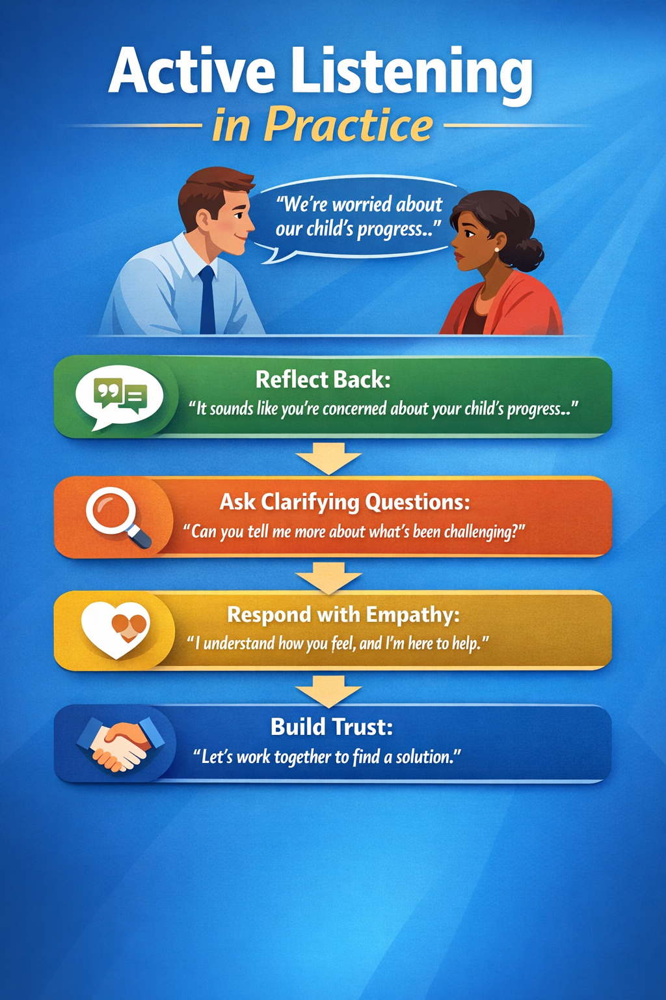 Active Listening
in Practice
“We’re worried about
our child’s progress..”
Reflect Back:
“It sounds like you’re concerned about your child’s progress...”
Ask Clarifying Questions:
“Can you tell me more about what’s been challenging?”
Respond with Empathy:
“I understand how you feel, and I’m here to help.”
Build Trust:
“Let’s work together to find a solution.”